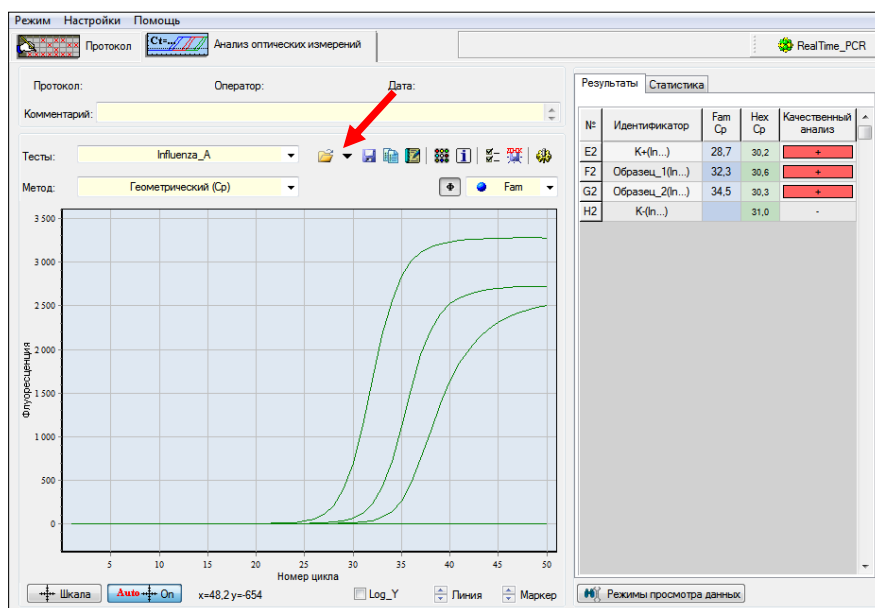 Режим Настройки Помощь
Протокол
Ct=...
Анализ оптических измерений
RealTime_PCR
Протокол: Оператор: Дата:
Комментарий:
Тесты: Influenza_A
Метод: Геометрический (Cp)
Fam
3 500
3 000
2 500
2 000
1 500
1 000
500
0
Флуоресценция
5 10 15 20 25 30 35 40 45 50
Номер цикла
Шкала
Auto On
x=48,2 y=-654
Log_Y
Линия
Маркер
Результаты Статистика
№ Идентификатор Fam Cp Hex Cp Качественный анализ
E2 K+(In...) 28,7 30,2 +
F2 Образец_1(In...) 32,3 30,6 +
G2 Образец_2(In...) 34,5 30,3 +
H2 K-(In...) 31,0 -
Режимы просмотра данных